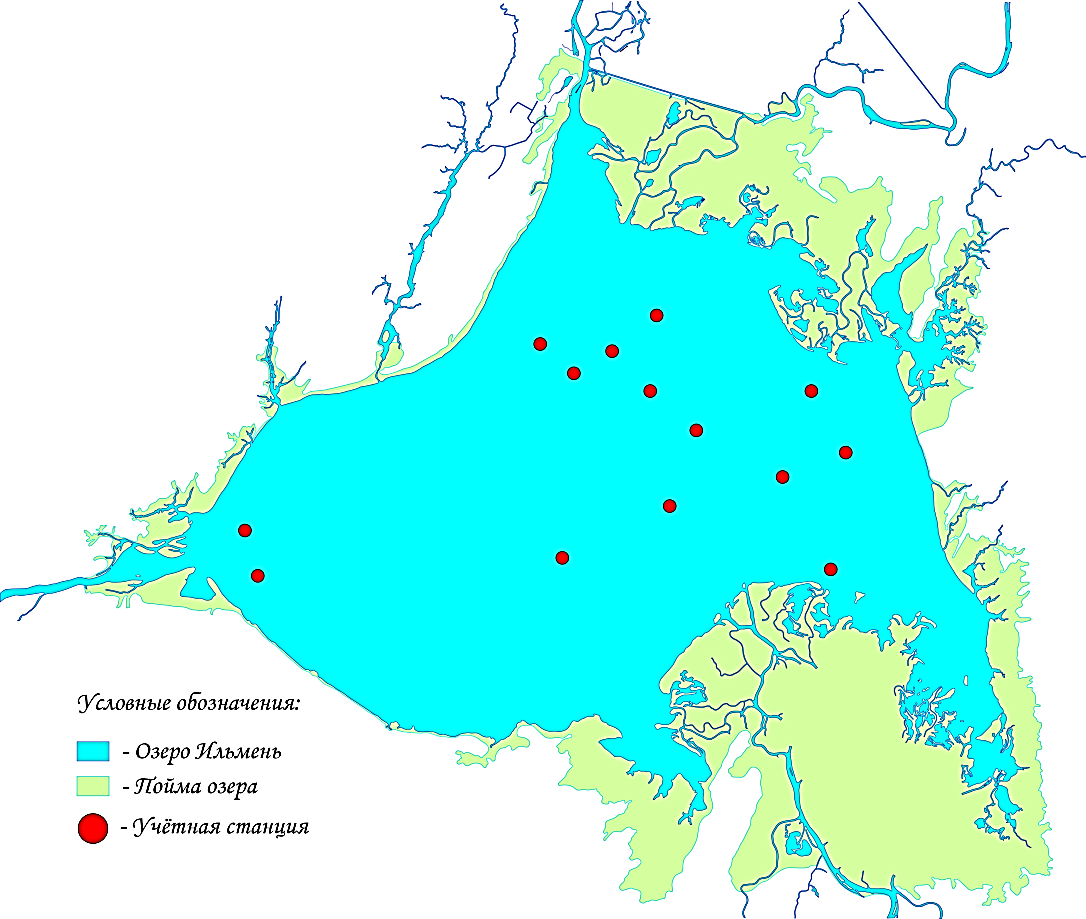 Условные обозначения:
- Озеро Ильмень
- Пойма озера
- Учётная станция